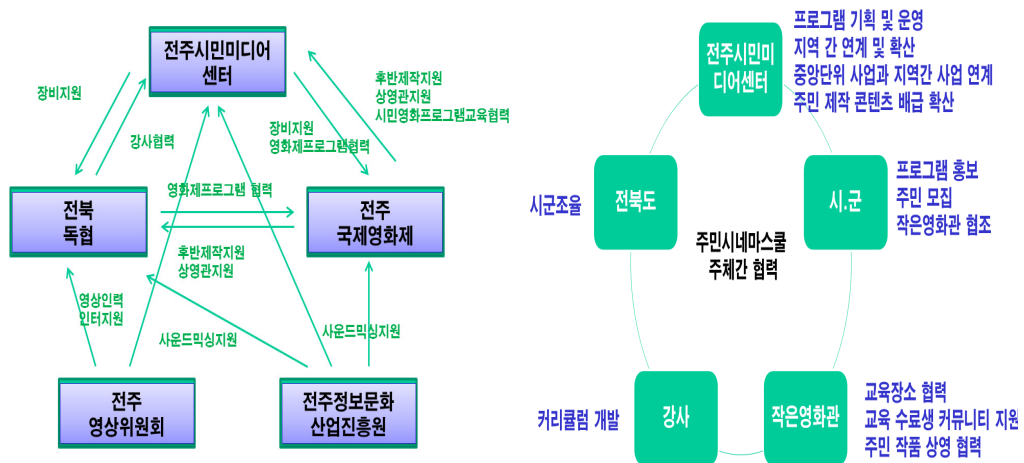 전주시민미디어
센터
장비지원
강사협력
후반제작지원
상영관지원
시민영화프로그램교육협력
장비지원
영화제프로그램협력
영화제프로그램 협력
전북
독협
전주
국제영화제
후반제작지원
상영관지원
영상인력
인터지원
사운드믹싱지원
사운드믹싱지원
전주
영상위원회
전주정보문화
산업진흥원
전주시민미
디어센터
프로그램 기획 및 운영
지역 간 연계 및 확산
중앙단위 사업과 지역간 사업 연계
주민 제작 콘텐츠 배급 확산
시군조율
전북도
시.군
프로그램 홍보
주민 모집
작은영화관 협조
주민시네마스쿨
주체간 협력
커리큘럼 개발
강사
작은영화관
교육장소 협력
교육 수료생 커뮤니티 지원
주민 작품 상영 협력